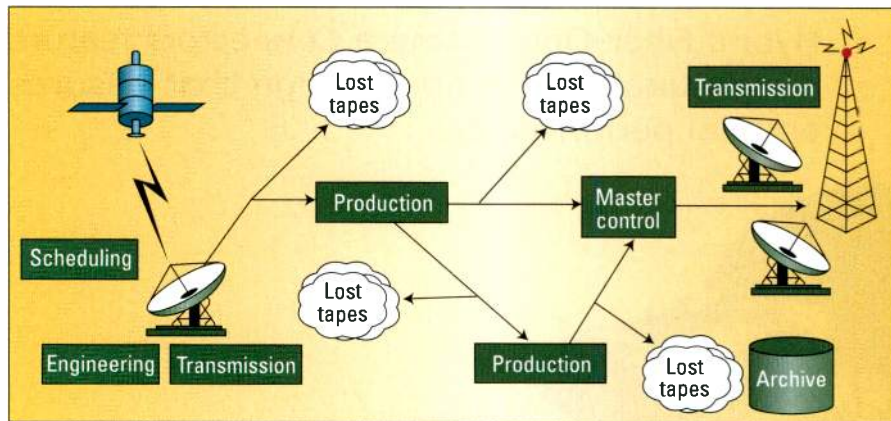 Lost
tapes
Lost
tapes
Transmission
Production
Master
control
Scheduling
Lost
tapes
Engineering
Transmission
Production
Lost
tapes
Archive